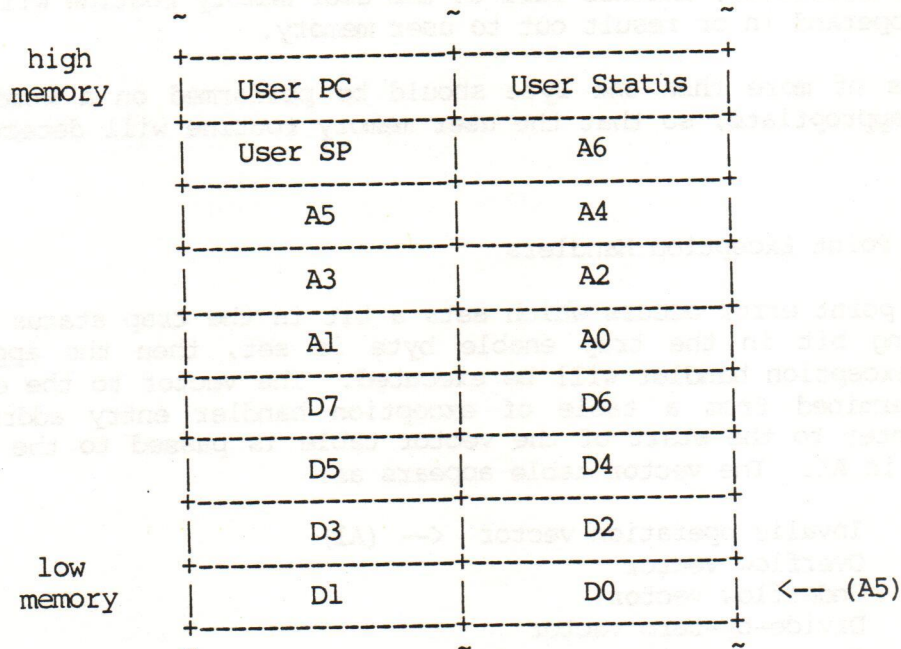 high memory
User PC User Status
User SP A6
A5 A4
A3 A2
A1 A0
D7 D6
D5 D4
D3 D2
low memory
D1 D0 <-- (A5)